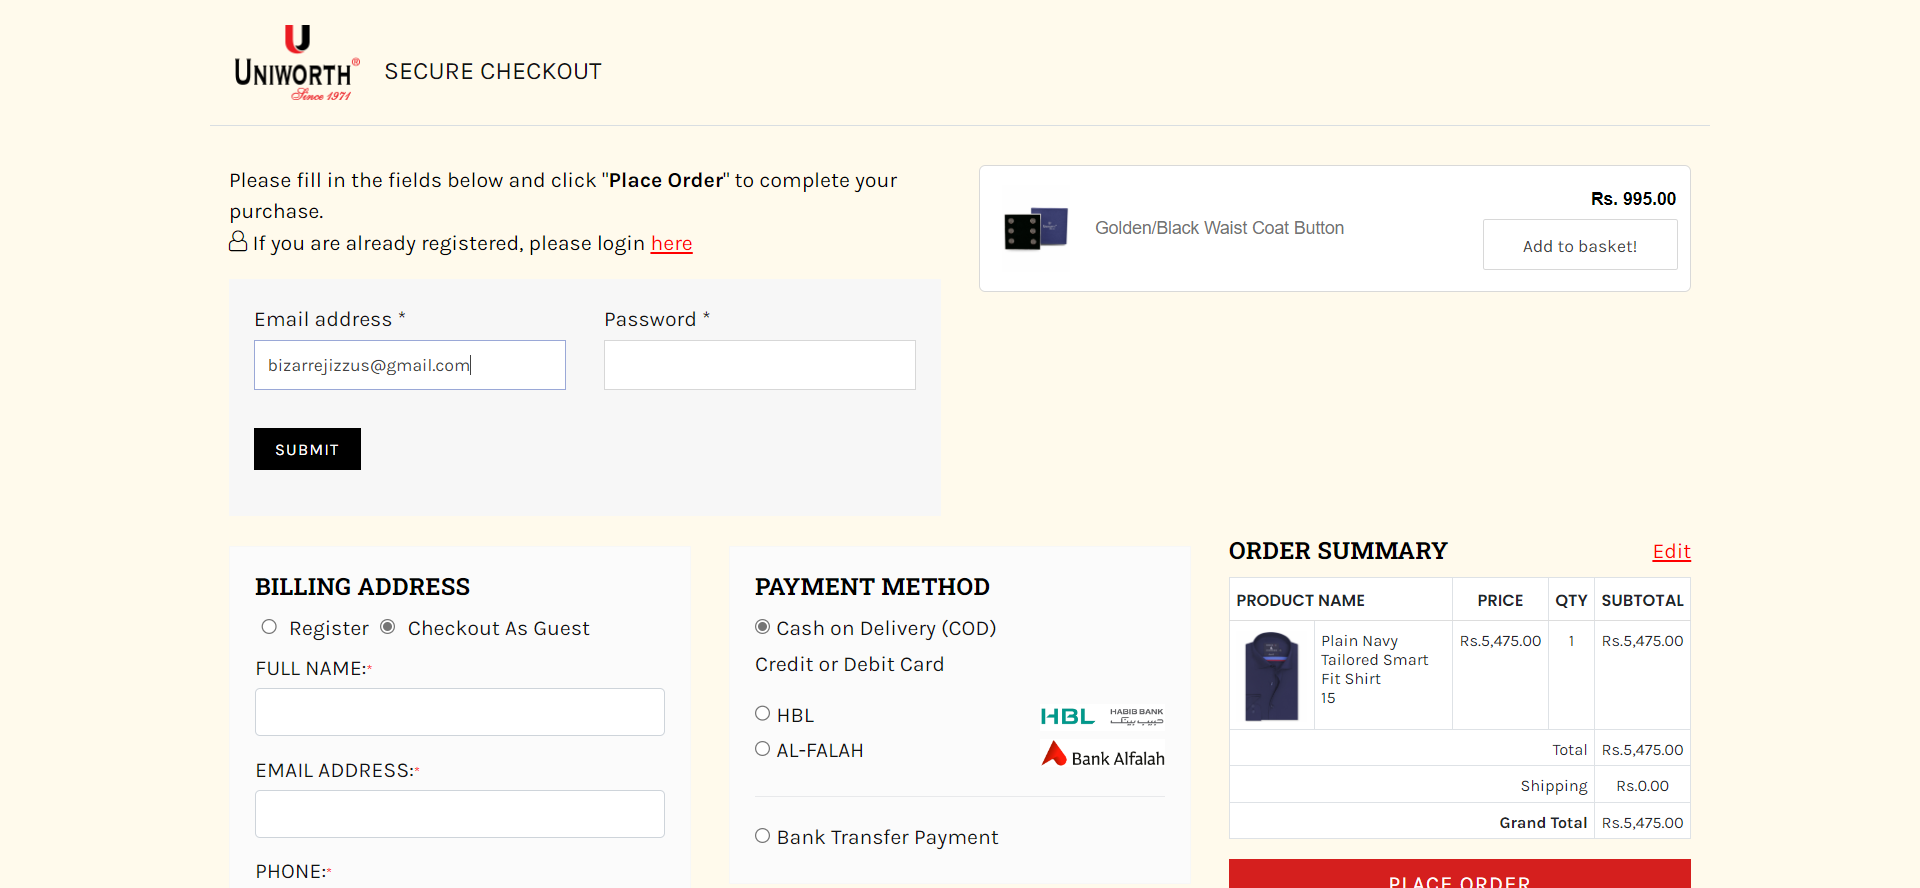 UNIWORTH®
Since 1971
SECURE CHECKOUT
Please fill in the fields below and click "Place Order" to complete your
purchase.
If you are already registered, please login here
Email address *
Password *
bizarrejizzus@gmail.com
SUBMIT
Golden/Black Waist Coat Button
Rs. 995.00
Add to basket!
BILLING ADDRESS
Register
Checkout As Guest
FULL NAME:*
EMAIL ADDRESS:*
PHONE:*
PAYMENT METHOD
Cash on Delivery (COD)
Credit or Debit Card
HBL
HBL HABIB BANK
حبیب بینک
AL-FALAH
Bank Alfalah
Bank Transfer Payment
ORDER SUMMARY
Edit
PRODUCT NAME PRICE QTY SUBTOTAL
Plain Navy
Tailored Smart
Fit Shirt
15
Rs.5,475.00 1 Rs.5,475.00
Total Rs.5,475.00
Shipping Rs.0.00
Grand Total Rs.5,475.00
PLACE ORDER